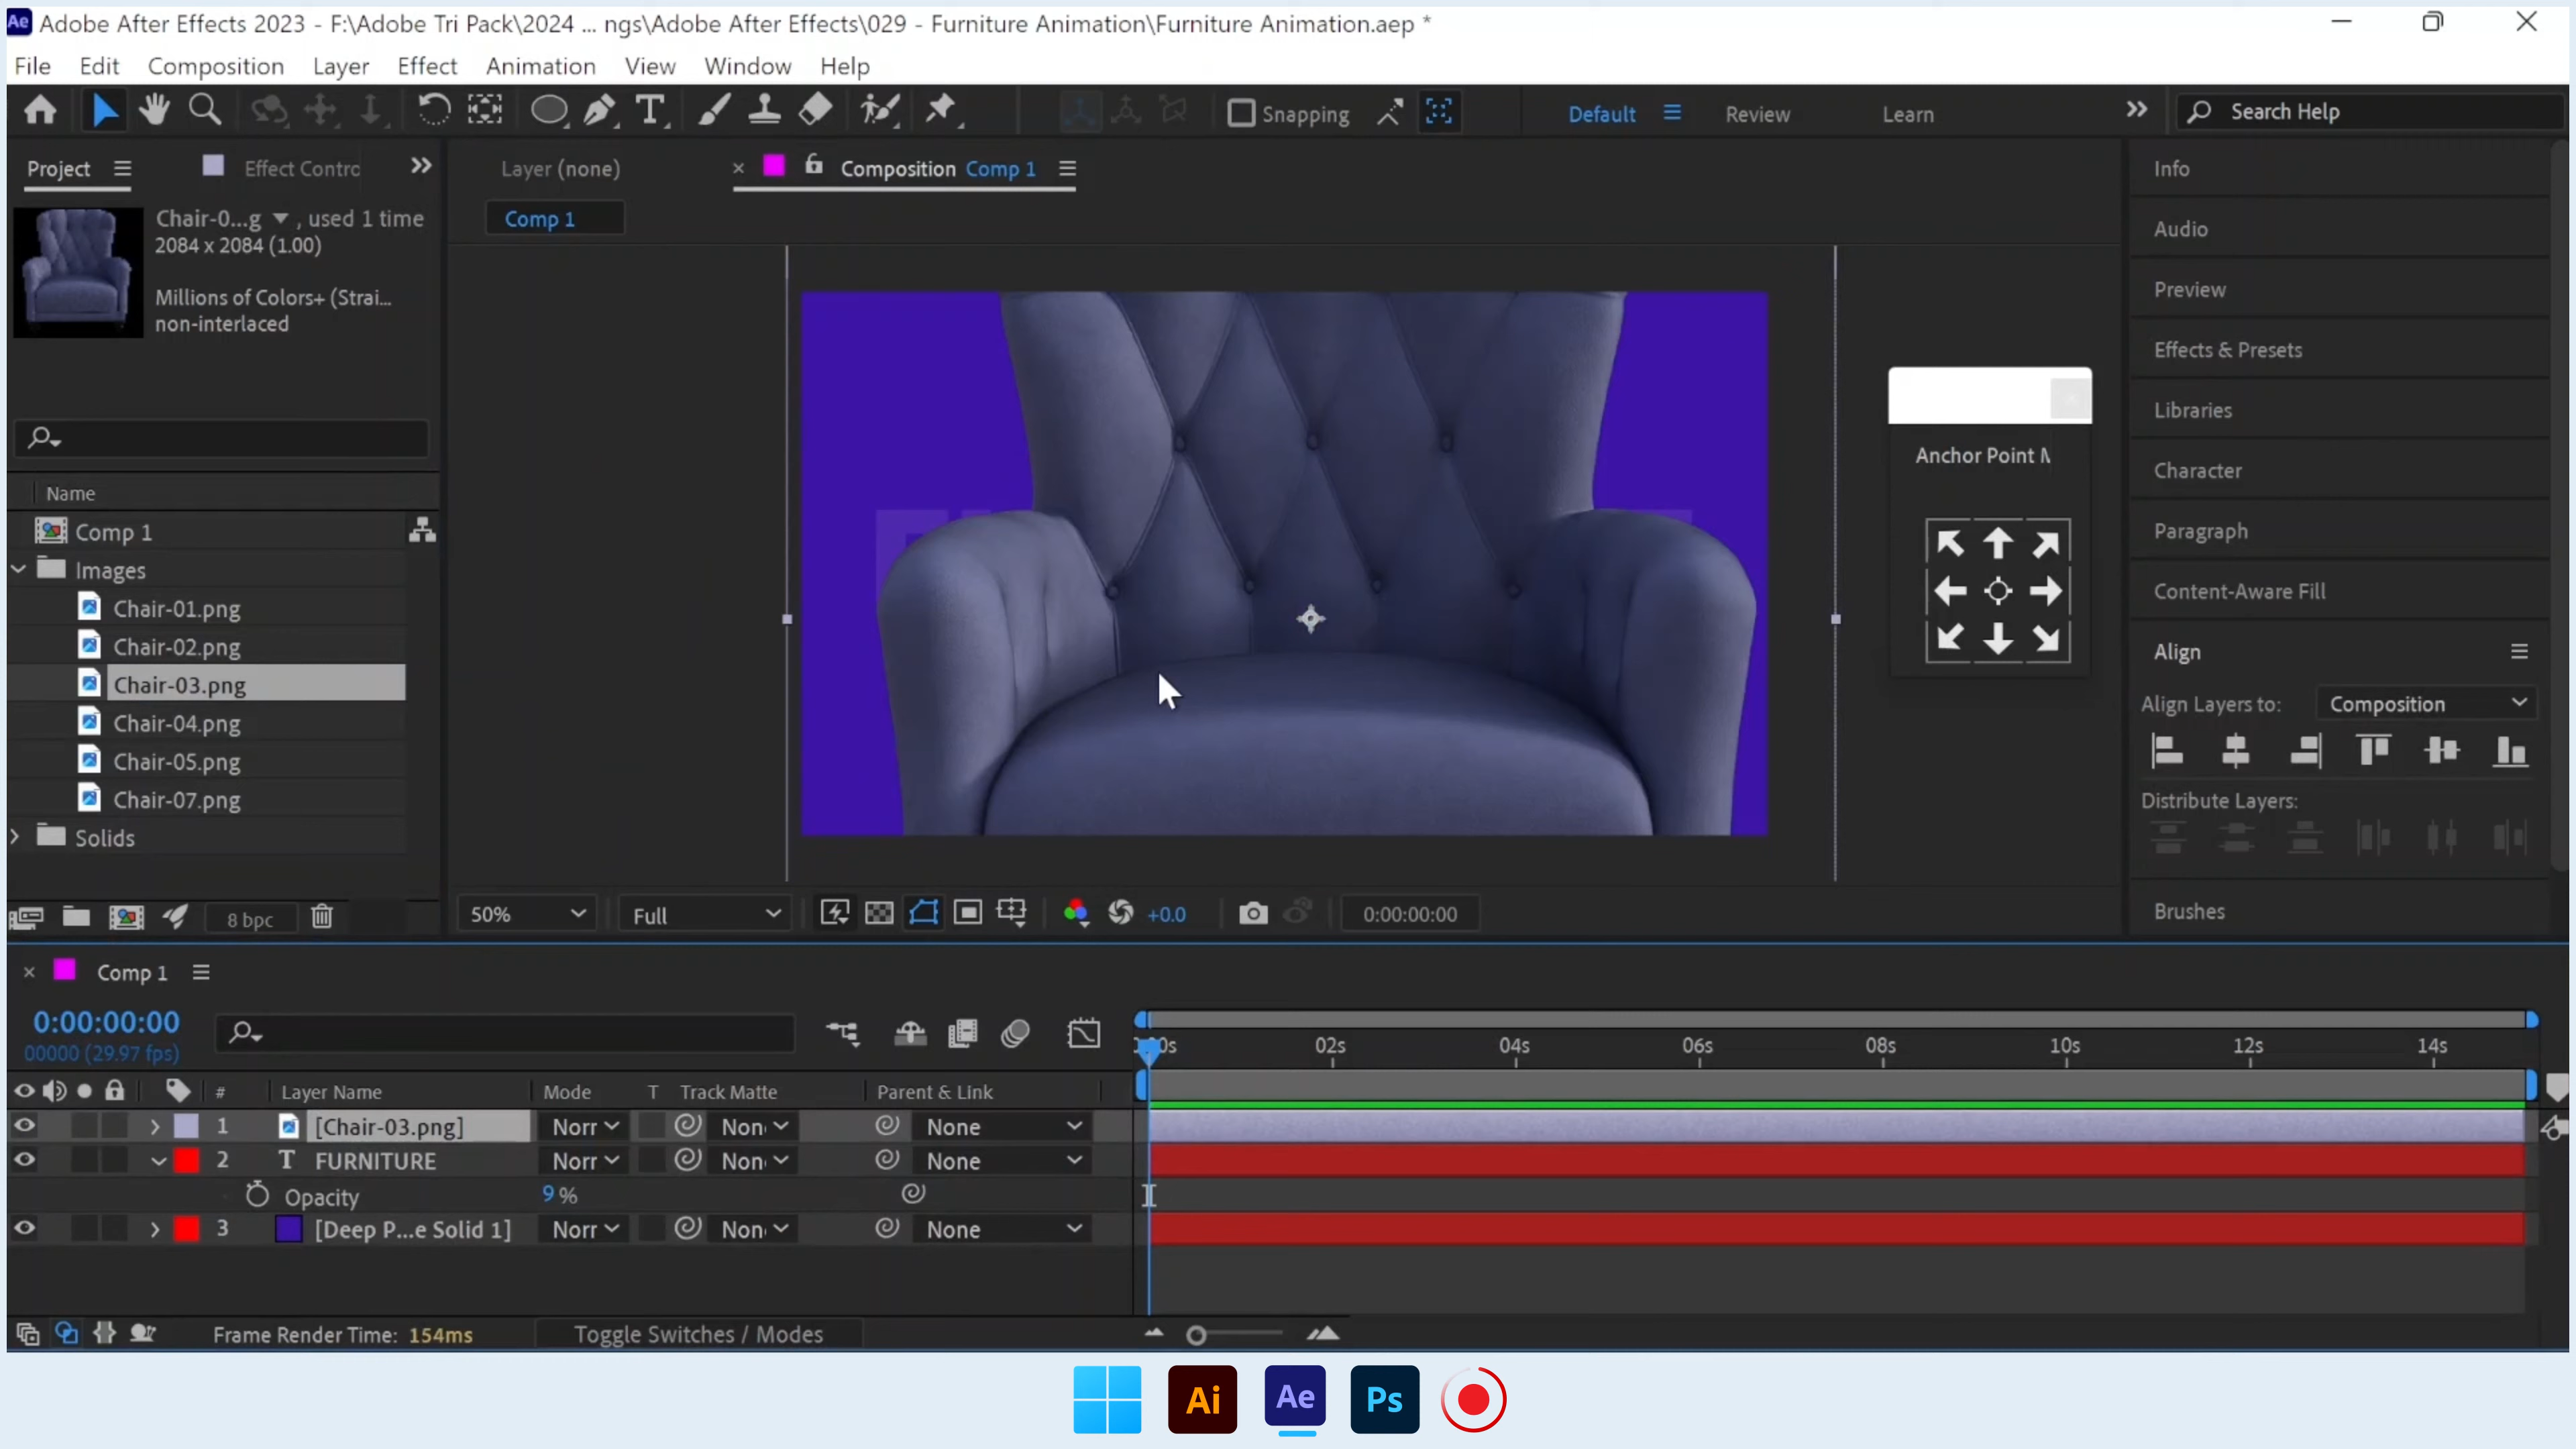 Ae Adobe After Effects 2023 - F:\Adobe Tri Pack\2024 ... ngs\Adobe After Effects\029 - Furniture Animation\Furniture Animation.aep *
File Edit Composition Layer Effect Animation View Window Help
T Snapping Default Review Learn Search Help
Project Effect Contro Layer (none) Composition Comp 1
Comp 1
Chair-0...g , used 1 time
2084 x 2084 (1.00)
Millions of Colors+ (Strai...
non-interlaced
Name
Comp 1
Images
Chair-01.png
Chair-02.png
Chair-03.png
Chair-04.png
Chair-05.png
Chair-07.png
Solids
8 bpc
Anchor Point M
50% Full +0.0 0:00:00:00
Info
Audio
Preview
Effects & Presets
Libraries
Character
Paragraph
Content-Aware Fill
Align
Align Layers to: Composition
Distribute Layers:
Brushes
Comp 1
0:00:00:00
00000 (29.97 fps)
02s 04s 06s 08s 10s 12s 14s
# Layer Name Mode T Track Matte Parent & Link
1 [Chair-03.png] Norr Non None
2 T FURNITURE Norr Non None
Opacity 9 %
3 [Deep P...e Solid 1] Norr Non None
Frame Render Time: 154ms Toggle Switches / Modes
Ai Ae Ps